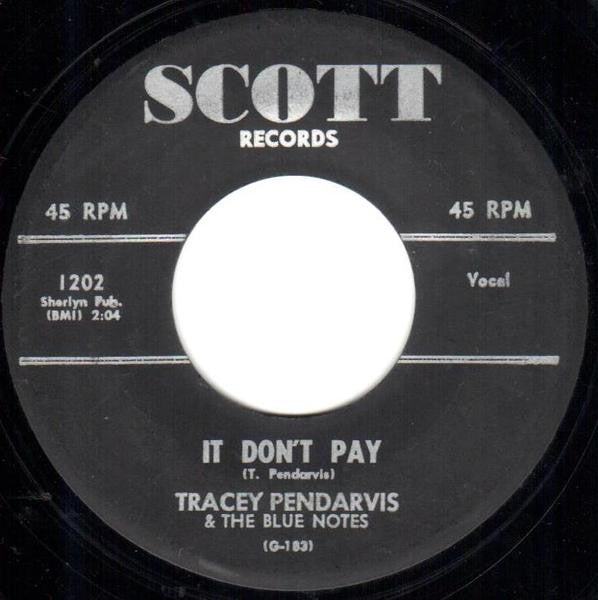 SCOTT
RECORDS
45 RPM
45 RPM
1202
Sherlyn Pub.
(BMI) 2:04
Vocal
IT DON'T PAY
(T. Pendarvis)
TRACEY PENDARVIS
& THE BLUE NOTES
(G-183)